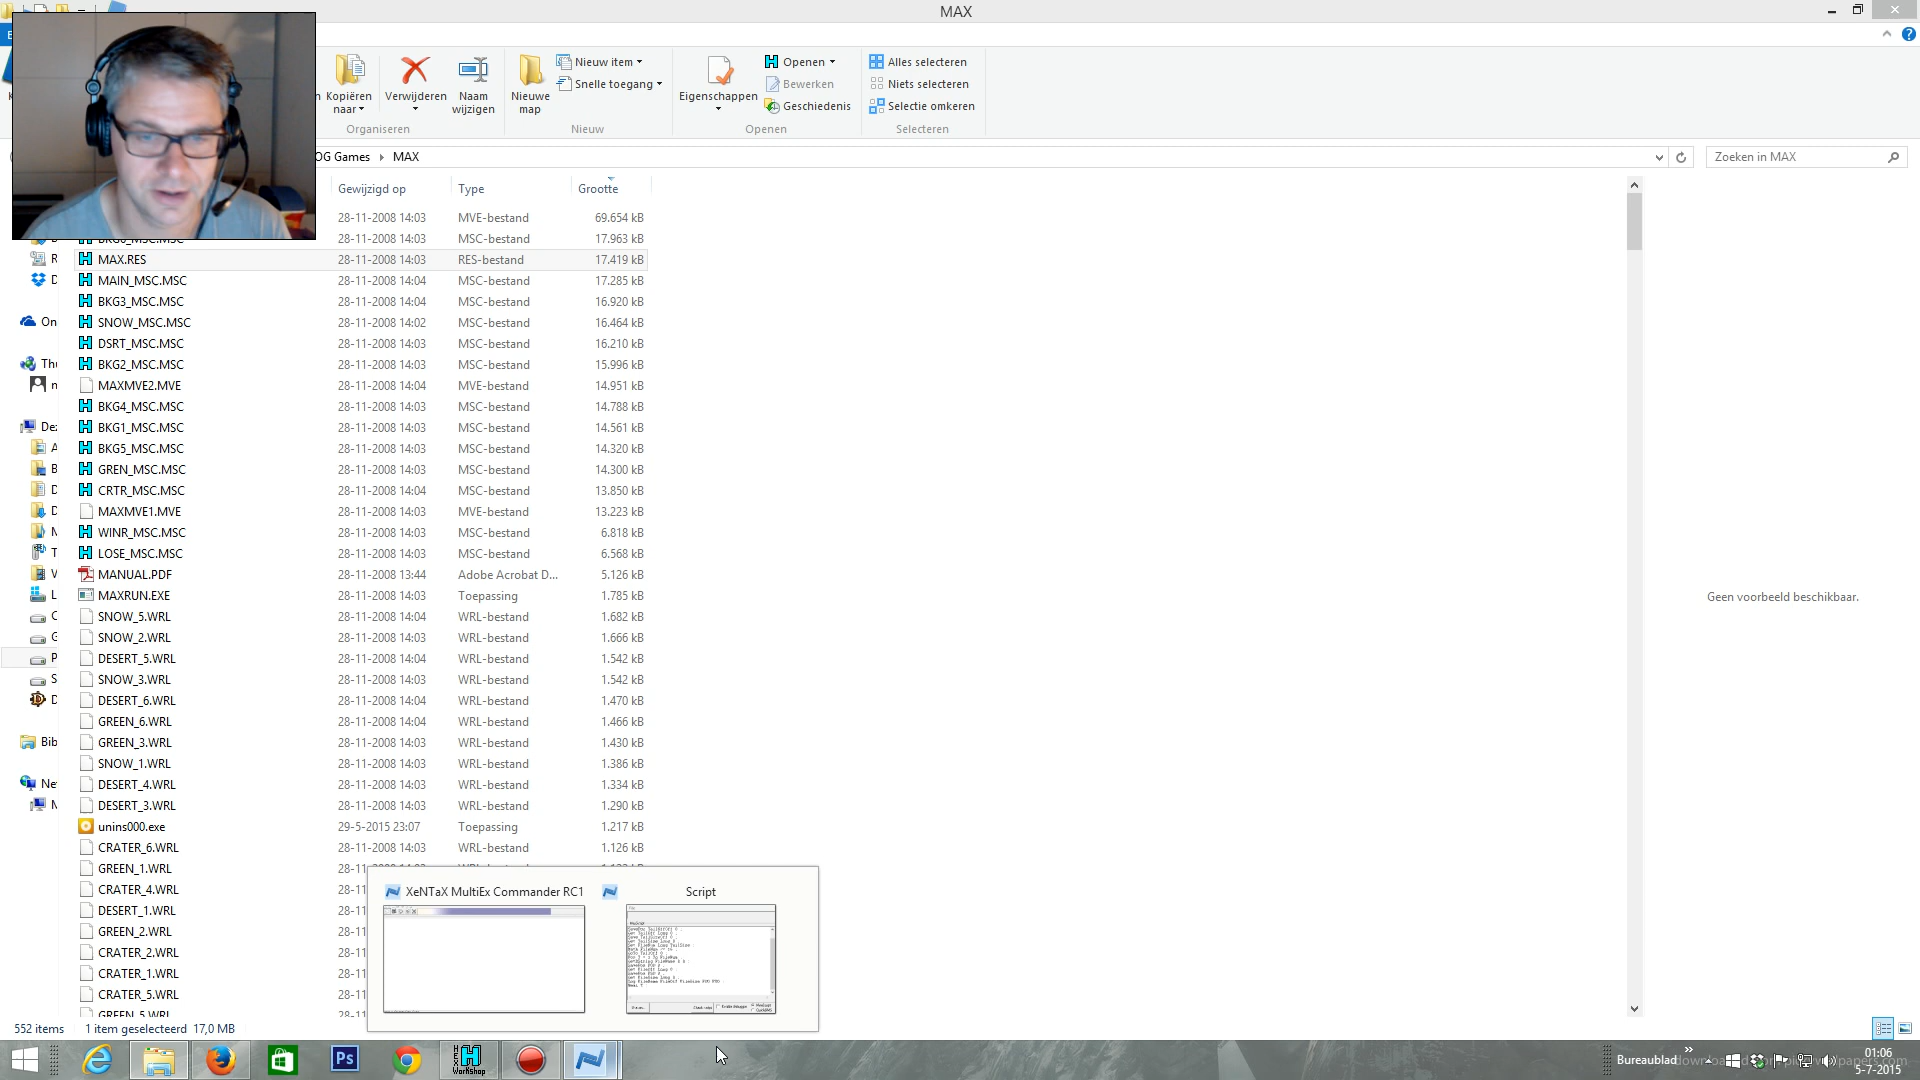 MAX
Kopiëren naar
Verwijderen
Naam wijzigen
Organiseren
Nieuwe map
Nieuw item
Snelle toegang
Nieuw
Eigenschappen
Openen
Bewerken
Geschiedenis
Openen
Alles selecteren
Niets selecteren
Selectie omkeren
Selecteren
OG Games MAX
Zoeken in MAX
Gewijzigd op Type Grootte
28-11-2008 14:03 MVE-bestand 69.654 kB
28-11-2008 14:03 MSC-bestand 17.963 kB
MAX.RES 28-11-2008 14:03 RES-bestand 17.419 kB
MAIN_MSC.MSC 28-11-2008 14:04 MSC-bestand 17.285 kB
BKG3_MSC.MSC 28-11-2008 14:03 MSC-bestand 16.920 kB
SNOW_MSC.MSC 28-11-2008 14:02 MSC-bestand 16.464 kB
DSRT_MSC.MSC 28-11-2008 14:03 MSC-bestand 16.210 kB
BKG2_MSC.MSC 28-11-2008 14:03 MSC-bestand 15.996 kB
MAXMVE2.MVE 28-11-2008 14:04 MVE-bestand 14.951 kB
BKG4_MSC.MSC 28-11-2008 14:03 MSC-bestand 14.788 kB
BKG1_MSC.MSC 28-11-2008 14:03 MSC-bestand 14.561 kB
BKG5_MSC.MSC 28-11-2008 14:03 MSC-bestand 14.320 kB
GREN_MSC.MSC 28-11-2008 14:03 MSC-bestand 14.300 kB
CRTR_MSC.MSC 28-11-2008 14:04 MSC-bestand 13.850 kB
MAXMVE1.MVE 28-11-2008 14:03 MVE-bestand 13.223 kB
WINR_MSC.MSC 28-11-2008 14:03 MSC-bestand 6.818 kB
LOSE_MSC.MSC 28-11-2008 14:03 MSC-bestand 6.568 kB
MANUAL.PDF 28-11-2008 13:44 Adobe Acrobat D... 5.126 kB
MAXRUN.EXE 28-11-2008 14:03 Toepassing 1.785 kB
SNOW_5.WRL 28-11-2008 14:04 WRL-bestand 1.682 kB
Geen voorbeeld beschikbaar.
SNOW_2.WRL 28-11-2008 14:03 WRL-bestand 1.666 kB
DESERT_5.WRL 28-11-2008 14:04 WRL-bestand 1.542 kB
SNOW_3.WRL 28-11-2008 14:03 WRL-bestand 1.542 kB
DESERT_6.WRL 28-11-2008 14:04 WRL-bestand 1.470 kB
GREEN_6.WRL 28-11-2008 14:04 WRL-bestand 1.466 kB
GREEN_3.WRL 28-11-2008 14:03 WRL-bestand 1.430 kB
SNOW_1.WRL 28-11-2008 14:03 WRL-bestand 1.386 kB
DESERT_4.WRL 28-11-2008 14:03 WRL-bestand 1.334 kB
DESERT_3.WRL 28-11-2008 14:03 WRL-bestand 1.290 kB
unins000.exe 29-5-2015 23:07 Toepassing 1.217 kB
CRATER_6.WRL 28-11-2008 14:03 WRL-bestand 1.126 kB
GREEN_1.WRL 28-11
CRATER_4.WRL 28-11
DESERT_1.WRL 28-11
GREEN_2.WRL 28-11
CRATER_2.WRL 28-11
CRATER_1.WRL 28-11
CRATER_5.WRL 28-11
GREEN_5.WRL 28-11
XeNTaX MultiEx Commander RC1
Script
552 items 1 item geselecteerd 17,0 MB
HEX WorkShop
Bureaublad
01:06
5-7-2015